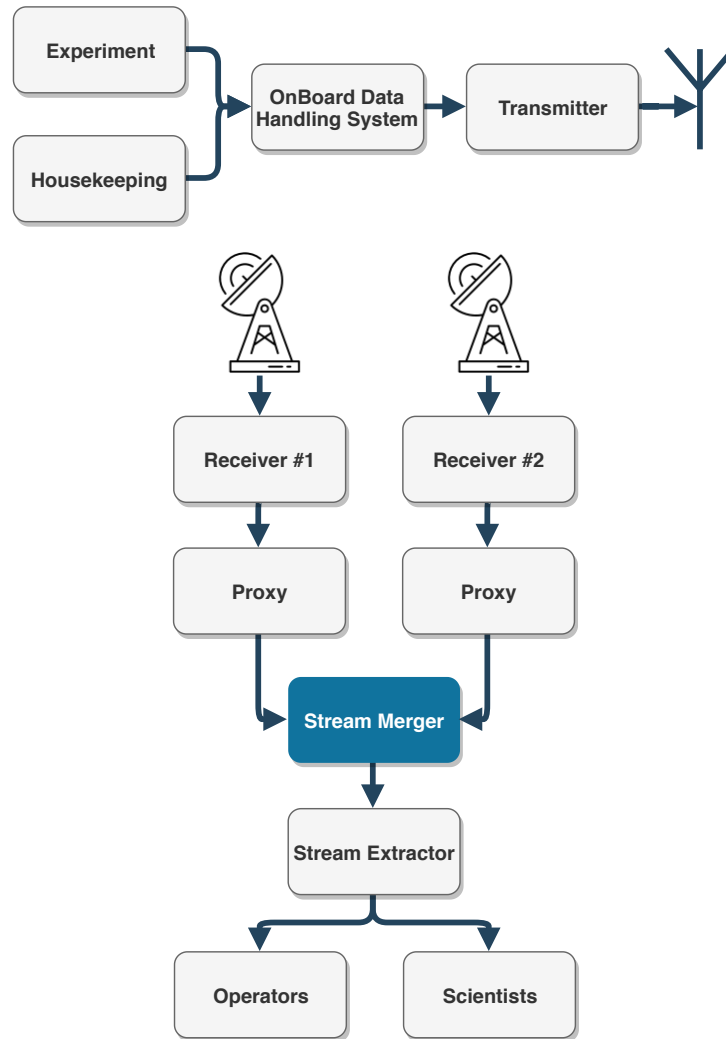 Experiment
OnBoard Data
Handling System
Transmitter
Housekeeping
Receiver #1
Receiver #2
Proxy
Proxy
Stream Merger
Stream Extractor
Operators
Scientists